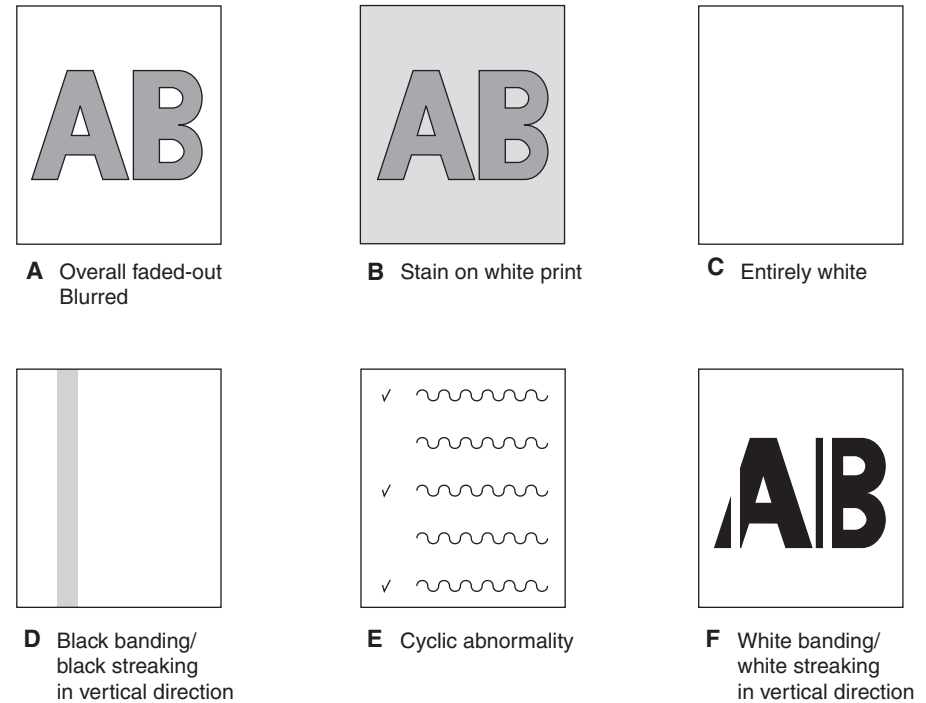 AB
AB
A Overall faded-out
Blurred
B Stain on white print
C Entirely white
AB
D Black banding/
black streaking
in vertical direction
E Cyclic abnormality
F White banding/
white streaking
in vertical direction